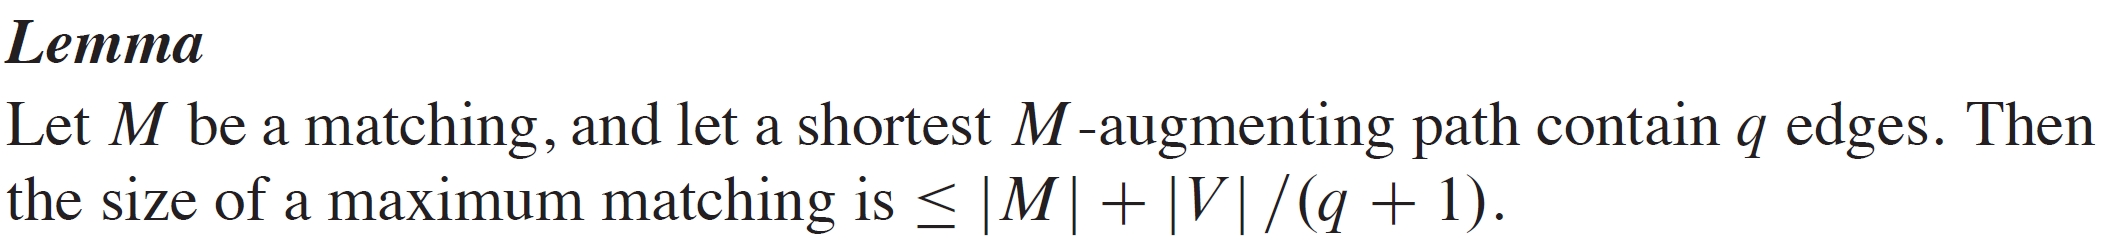 Lemma
Let M be a matching, and let a shortest M-augmenting path contain q edges. Then
the size of a maximum matching is ≤ |M| + |V|/(q + 1).